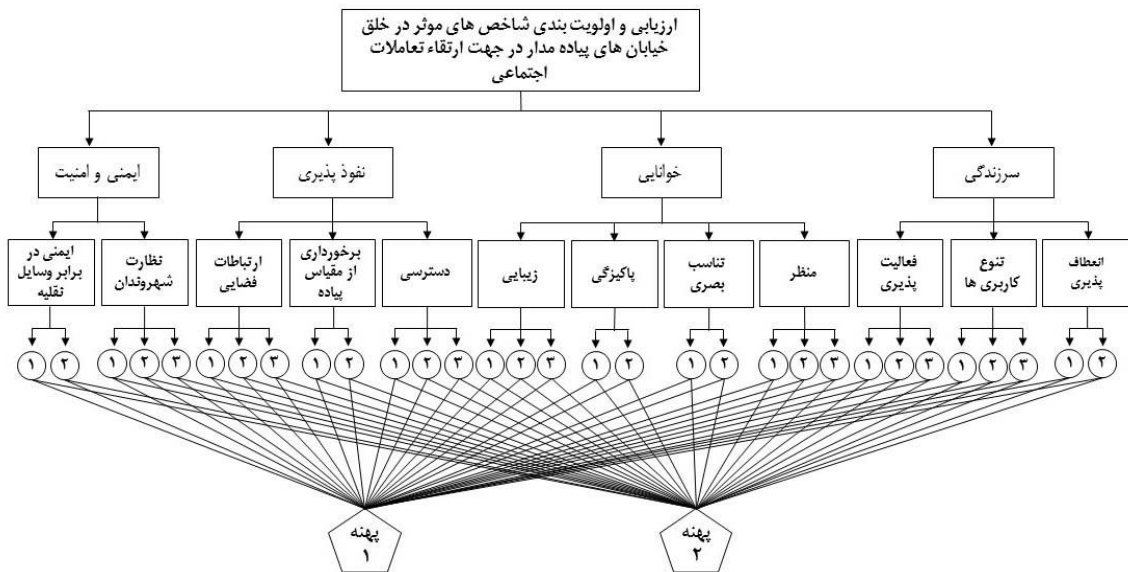 ارزیابی و اولویت بندی شاخص های موثر در خلق
خیابان های پیاده مدار در جهت ارتقاء تعاملات
اجتماعی
سرزندگی
خوانایی
نفوذ پذیری
ایمنی و امنیت
انعطاف
پذیری
تنوع
کاربری ها
فعالیت
پذیری
منظر
تناسب
بصری
پاکیزگی
زیبایی
دسترسی
برخورداری
از مقیاس
پیاده
ارتباطات
فضایی
نظارت
شهروندان
ایمنی در
برابر وسایل
نقلیه
۱ ۲ ۱ ۲ ۳ ۱ ۲ ۳ ۱ ۲ ۱ ۲ ۳ ۱ ۲ ۳ ۱ ۲ ۱ ۲ ۱ ۲ ۳ ۱ ۲ ۳ ۱ ۲ ۳ ۱ ۲
پهنه
۱
پهنه
۲